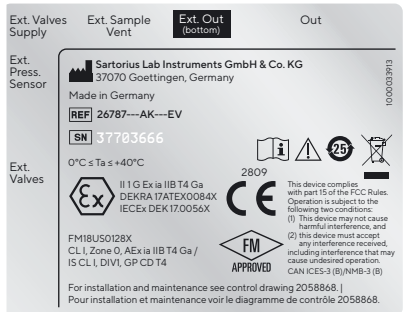 Ext. Valves Supply
Ext. Sample Vent
Ext. Out (bottom)
Out
Ext. Press. Sensor
Ext. Valves
Sartorius Lab Instruments GmbH & Co. KG
37070 Goettingen, Germany
Made in Germany
REF 26787---AK---EV
SN 37703666
1000033913
25
0°C ≤ Ta ≤ +40°C
Ex
II 1 G Ex ia IIB T4 Ga
DEKRA 17ATEX0084X
IECEx DEK 17.0056X
CE
2809
This device complies
with part 15 of the FCC Rules.
Operation is subject to the
following two conditions:
(1) This device may not cause
harmful interference, and
(2) this device must accept
any interference received,
including interference that may
cause undesired operation.
CAN ICES-3 (B)/NMB-3 (B)
FM18US0128X
CL I, Zone 0, AEx ia IIB T4 Ga /
IS CL I, DIV1, GP CD T4
FM
APPROVED
For installation and maintenance see control drawing 2058868. |
Pour installation et maintenance voir le diagramme de contrôle 2058868.